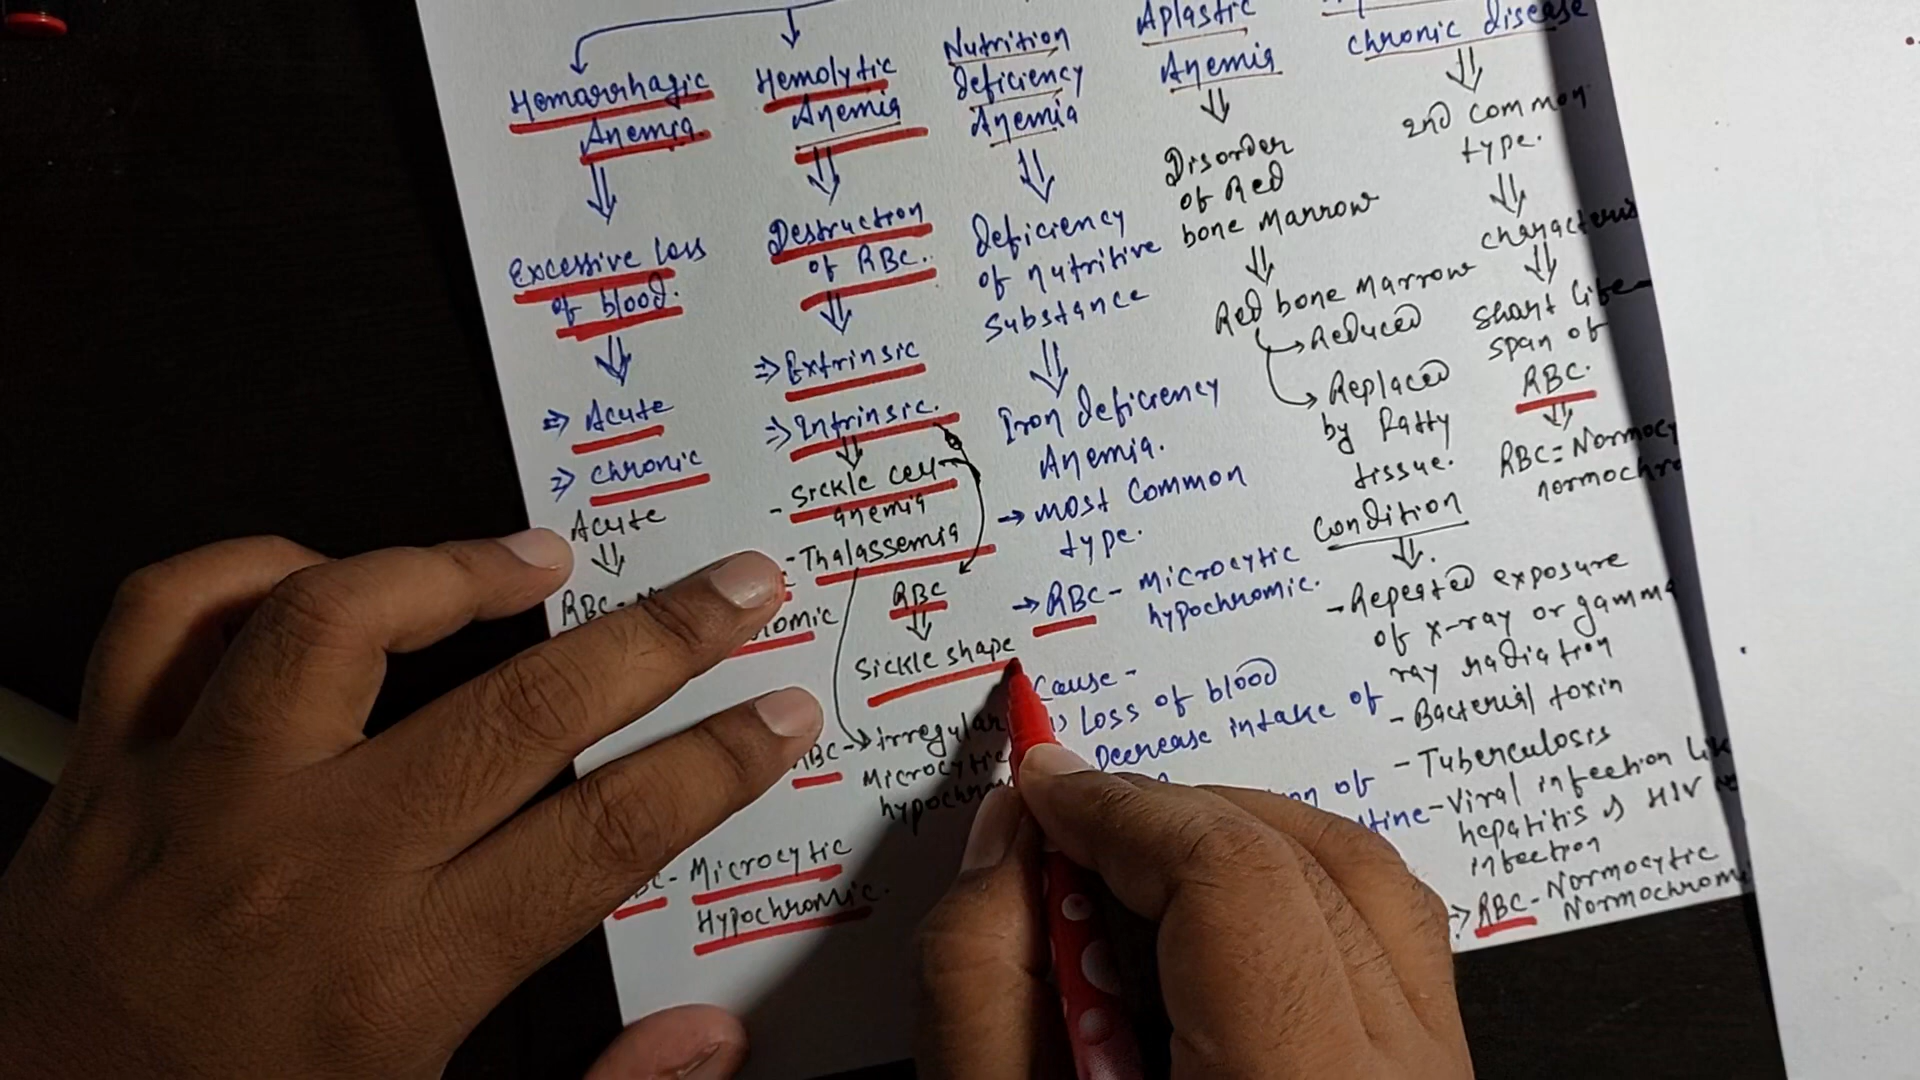 Hemorrhagic
Anemia.
Excessive loss
of blood.
⇒ Acute
⇒ chronic
Acute
RBC-
Microcytic
Hypochromic.
Hemolytic
Anemia
Destruction
of RBC.
⇒ Extrinsic
⇒ Intrinsic.
- Sickle cell
anemia
- Thalassemia
RBC
Sickle shape
irregular
Microcytic
Nutrition
deficiency
Anemia
deficiency
of nutritive
substance
Iron deficiency
Anemia.
→ most common
type.
→ RBC - microcytic
hypochromic.
Cause -
Loss of blood
Decrease intake of
of
Aplastic
Anemia
Disorder
of Red
bone marrow
Red bone marrow
→ Reduced
→ Replaced
by Fatty
tissue.
Condition
- Repeated exposure
of x-ray or gamma
ray radiation
- Bacterial toxin
- Tuberculosis
- Viral infection
hepatitis HIV
infection
⇒ RBC - Normocytic
chronic disease
2nd common
type.
short life
span of
RBC.
RBC =